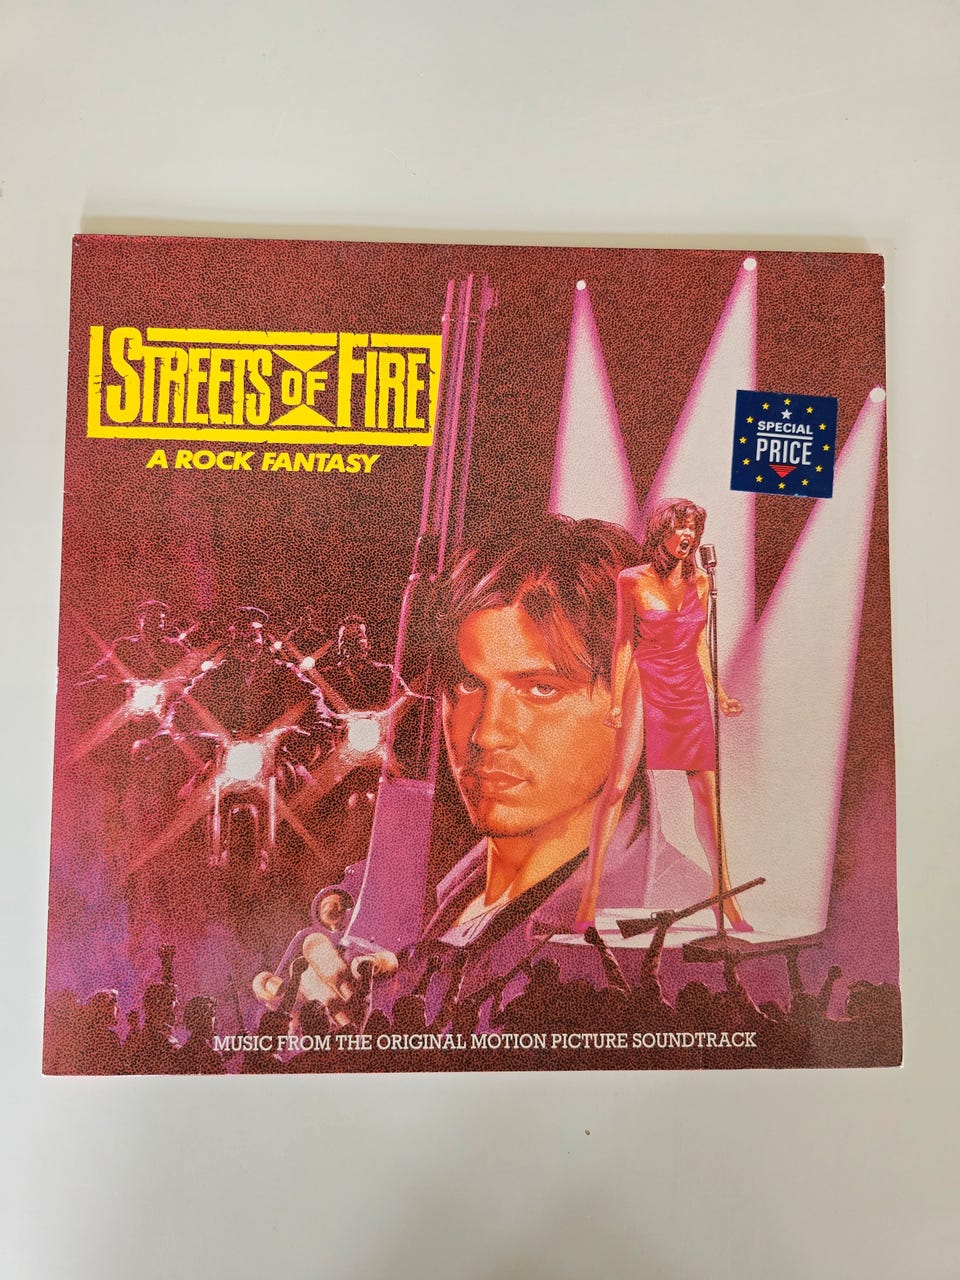 STREETS OF FIRE
A ROCK FANTASY
SPECIAL
PRICE
MUSIC FROM THE ORIGINAL MOTION PICTURE SOUNDTRACK